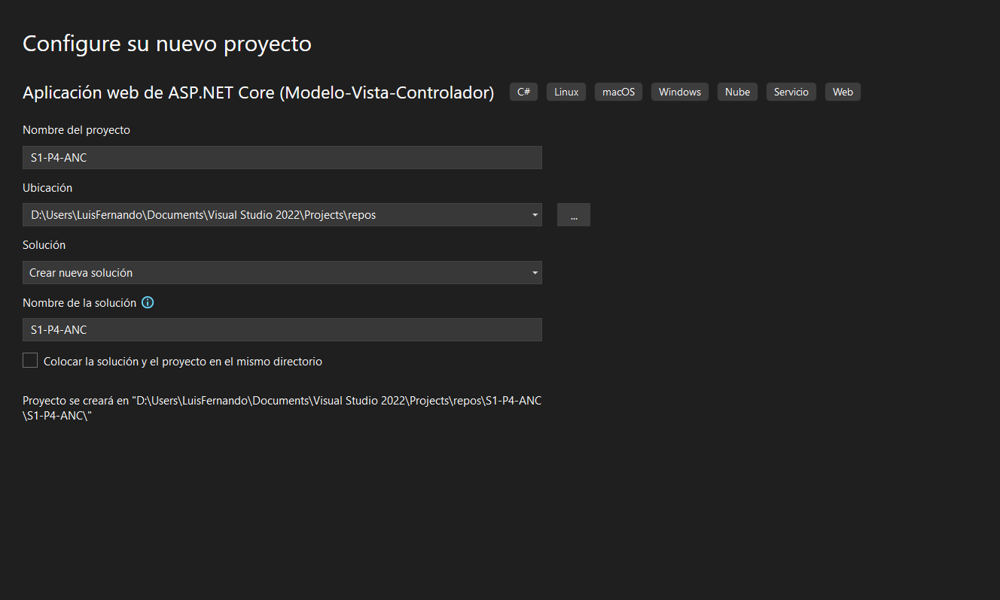 Configure su nuevo proyecto
Aplicación web de ASP.NET Core (Modelo-Vista-Controlador) C# Linux macOS Windows Nube Servicio Web
Nombre del proyecto
S1-P4-ANC
Ubicación
D:\Users\LuisFernando\Documents\Visual Studio 2022\Projects\repos ...
Solución
Crear nueva solución
Nombre de la solución
S1-P4-ANC
Colocar la solución y el proyecto en el mismo directorio
Proyecto se creará en "D:\Users\LuisFernando\Documents\Visual Studio 2022\Projects\repos\S1-P4-ANC
\S1-P4-ANC\"